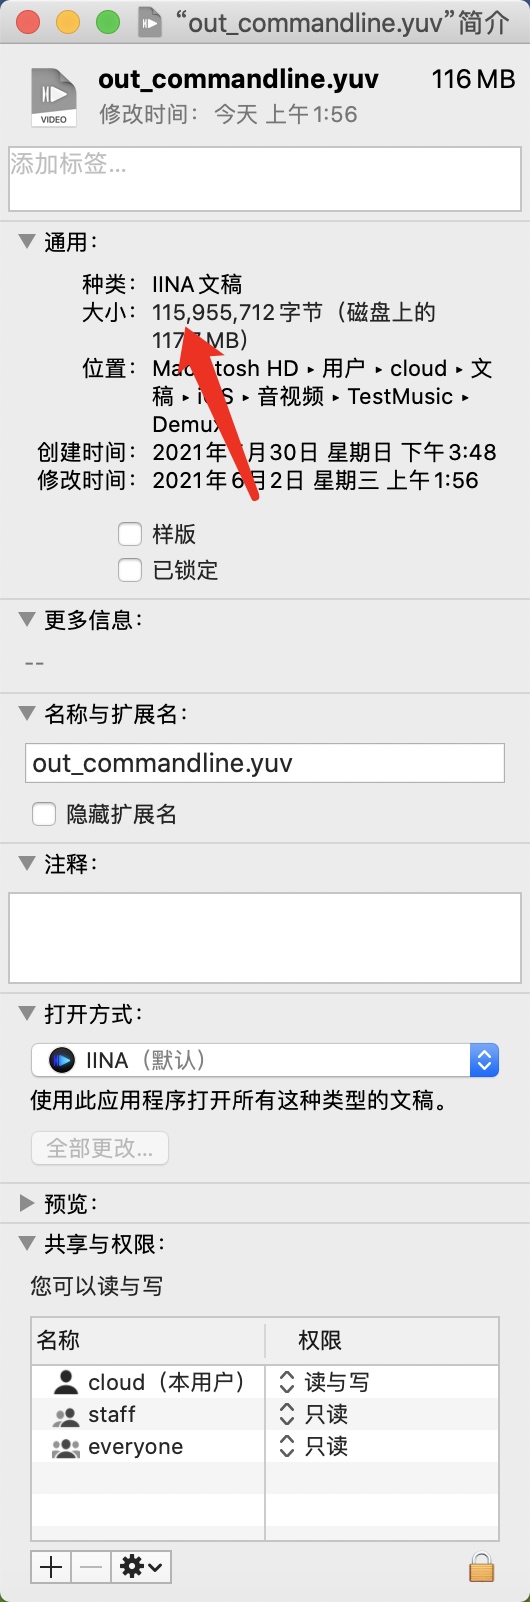 “out_commandline.yuv”简介
out_commandline.yuv 116 MB
修改时间：今天 上午1:56
VIDEO
添加标签...
通用：
种类：IINA 文稿
大小：115,955,712 字节（磁盘上的
MB）
位置：Macintosh HD ▸ 用户 ▸ cloud ▸ 文
稿 ▸ ▸ 音视频 ▸ TestMusic ▸
Demux
创建时间：2021年 月30日 星期日 下午3:48
修改时间：2021年6月2日 星期三 上午1:56
样版
已锁定
更多信息：
--
名称与扩展名：
out_commandline.yuv
隐藏扩展名
注释：
打开方式：
IINA（默认）
使用此应用程序打开所有这种类型的文稿。
全部更改...
预览：
共享与权限：
您可以读与写
名称 权限
cloud（本用户） 读与写
staff 只读
everyone 只读